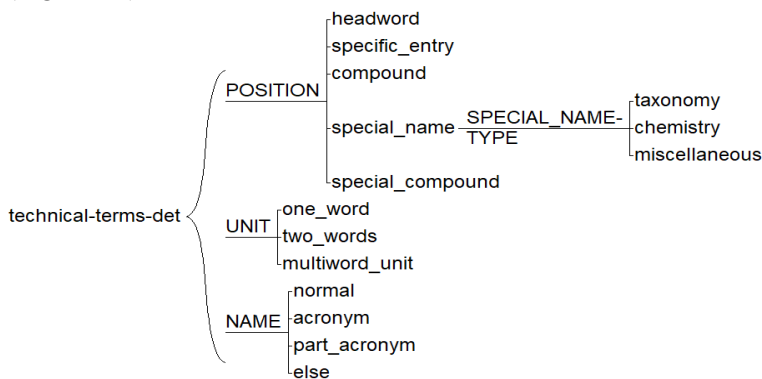 headword
specific_entry
compound
POSITION
special_name
SPECIAL_NAME-
TYPE
taxonomy
chemistry
miscellaneous
special_compound
technical-terms-det
UNIT
one_word
two_words
multiword_unit
NAME
normal
acronym
part_acronym
else